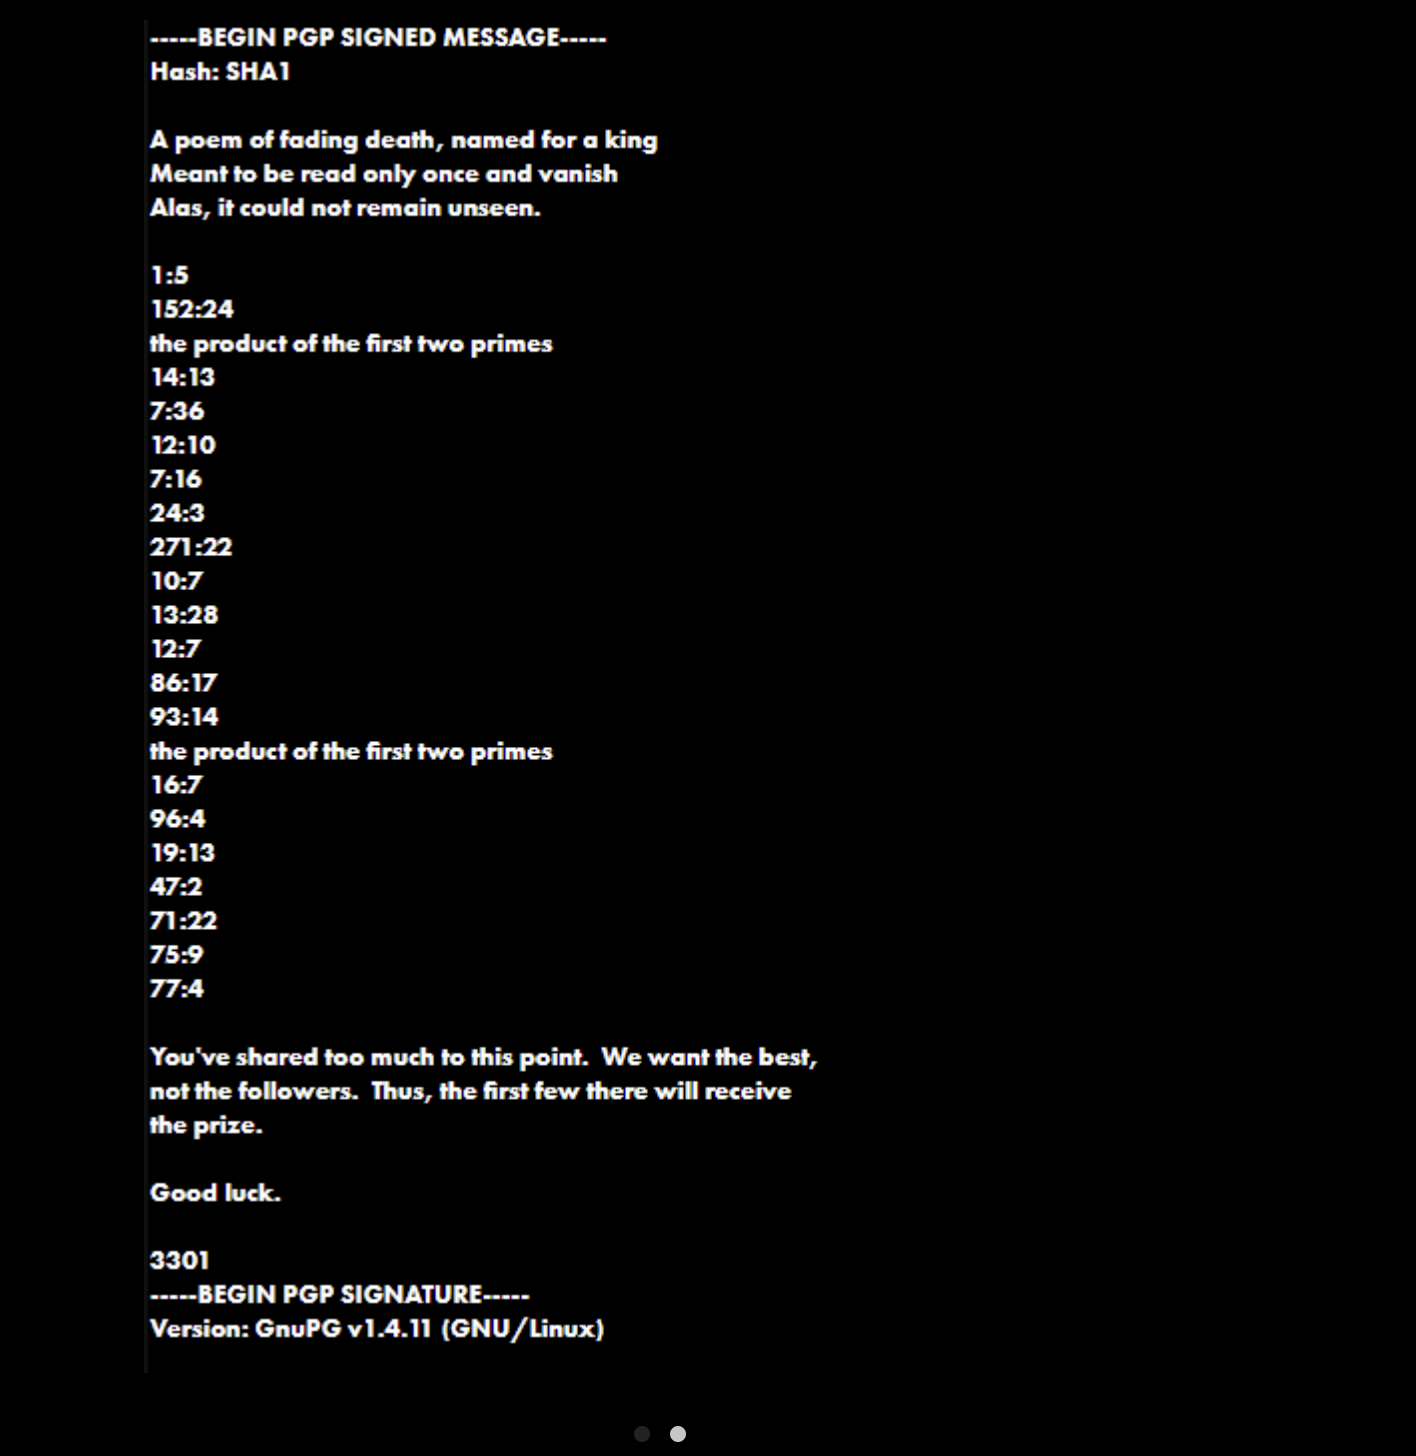 -----BEGIN PGP SIGNED MESSAGE-----
Hash: SHA1
A poem of fading death, named for a king
Meant to be read only once and vanish
Alas, it could not remain unseen.
1:5
152:24
the product of the first two primes
14:13
7:36
12:10
7:16
24:3
271:22
10:7
13:28
12:7
86:17
93:14
the product of the first two primes
16:7
96:4
19:13
47:2
71:22
75:9
77:4
You've shared too much to this point.  We want the best,
not the followers.  Thus, the first few there will receive
the prize.
Good luck.
3301
-----BEGIN PGP SIGNATURE-----
Version: GnuPG v1.4.11 (GNU/Linux)